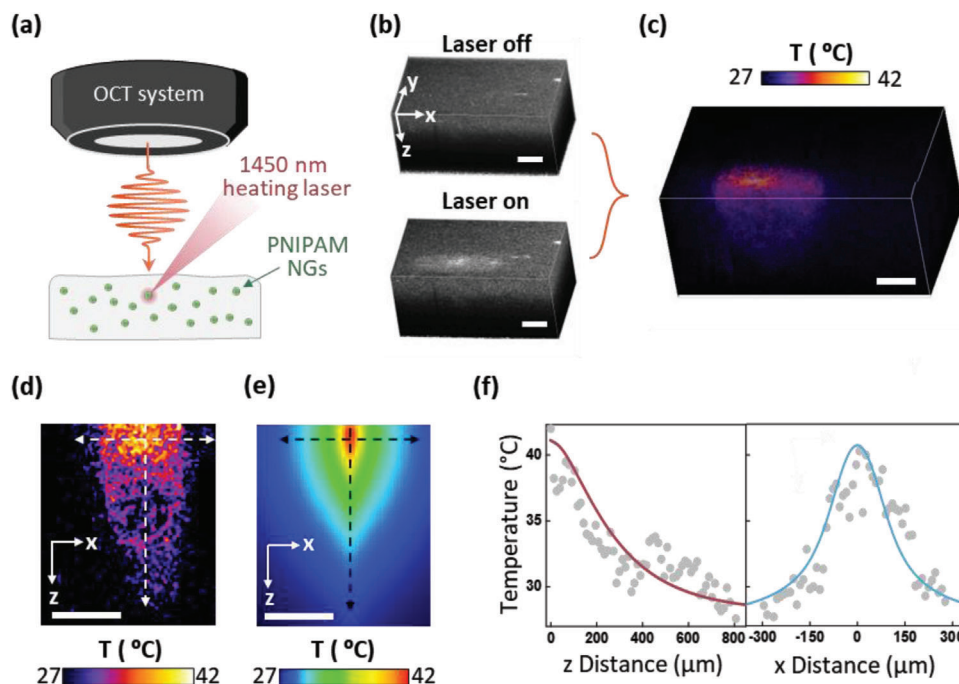 (a)
OCT system
1450 nm
heating laser
PNIPAM
NGs
(b)
Laser off
y
x
z
Laser on
(c)
T ( ºC)
27
42
(d)
x
z
T ( ºC)
27
42
(e)
x
z
T ( ºC)
27
42
(f)
Temperature (°C)
40
35
30
0 200 400 600 800
z Distance (µm)
-300 -150 0 150 300
x Distance (µm)